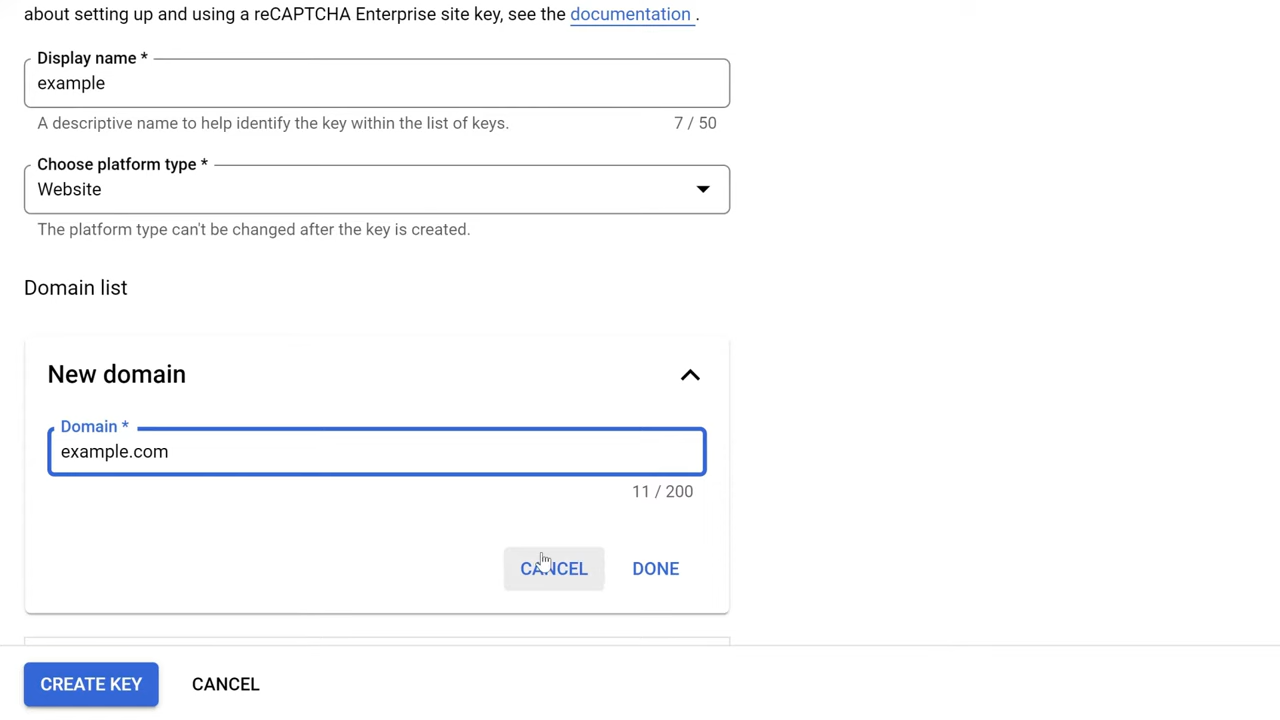 about setting up and using a reCAPTCHA Enterprise site key, see the documentation .
Display name *
example
A descriptive name to help identify the key within the list of keys.
7 / 50
Choose platform type *
Website
The platform type can't be changed after the key is created.
Domain list
New domain
Domain *
example.com
11 / 200
CANCEL
DONE
CREATE KEY
CANCEL